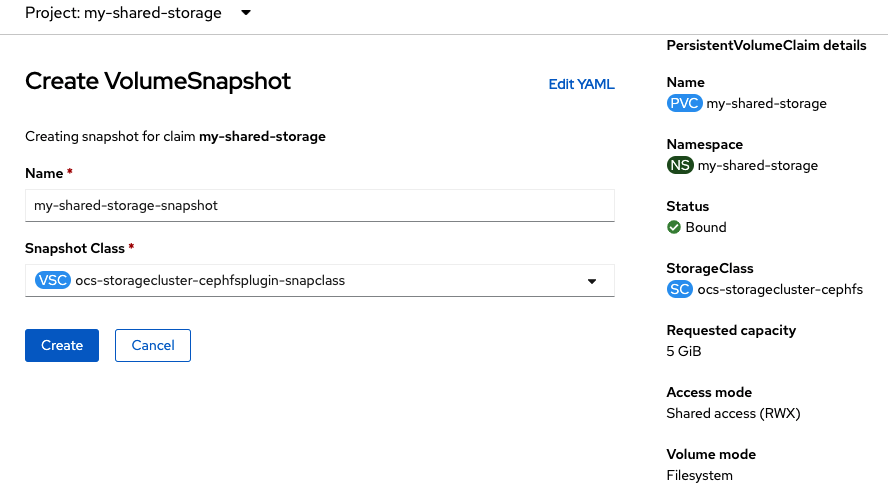 Project: my-shared-storage
Create VolumeSnapshot
Edit YAML
Creating snapshot for claim my-shared-storage
Name *
my-shared-storage-snapshot
Snapshot Class *
VSC ocs-storagecluster-cephfsplugin-snapclass
Create Cancel
PersistentVolumeClaim details
Name
PVC my-shared-storage
Namespace
NS my-shared-storage
Status
Bound
StorageClass
SC ocs-storagecluster-cephfs
Requested capacity
5 GiB
Access mode
Shared access (RWX)
Volume mode
Filesystem